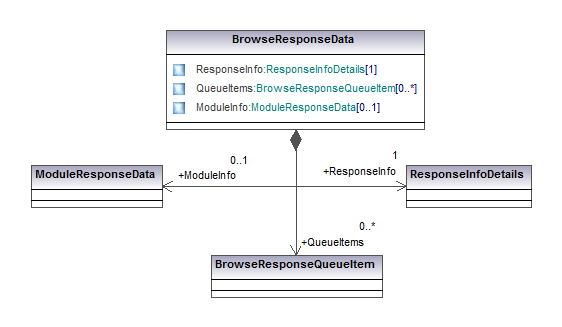 BrowseResponseData
ResponseInfo:ResponseInfoDetails[1]
QueueItems:BrowseResponseQueueItem[0..*]
ModuleInfo:ModuleResponseData[0..1]
0..1
1
ModuleResponseData
+ModuleInfo
+ResponseInfo
ResponseInfoDetails
0..*
+QueueItems
BrowseResponseQueueItem